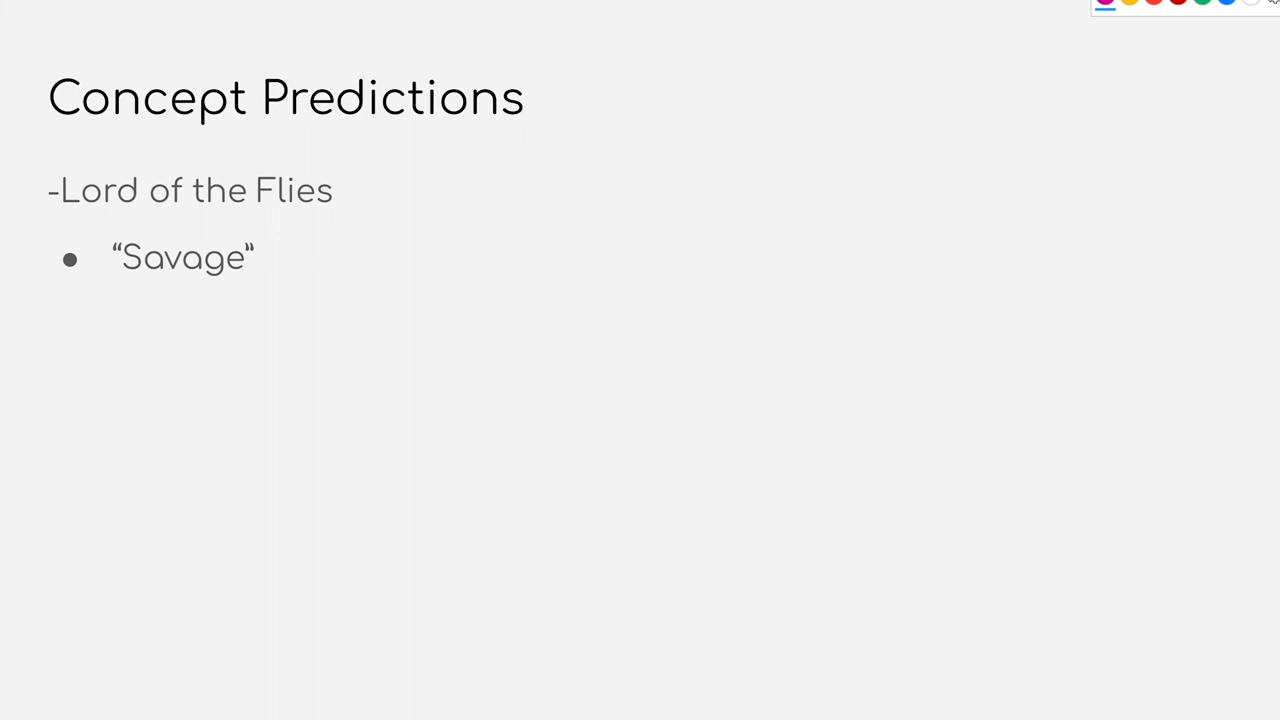 Concept Predictions
-Lord of the Flies
● “Savage”